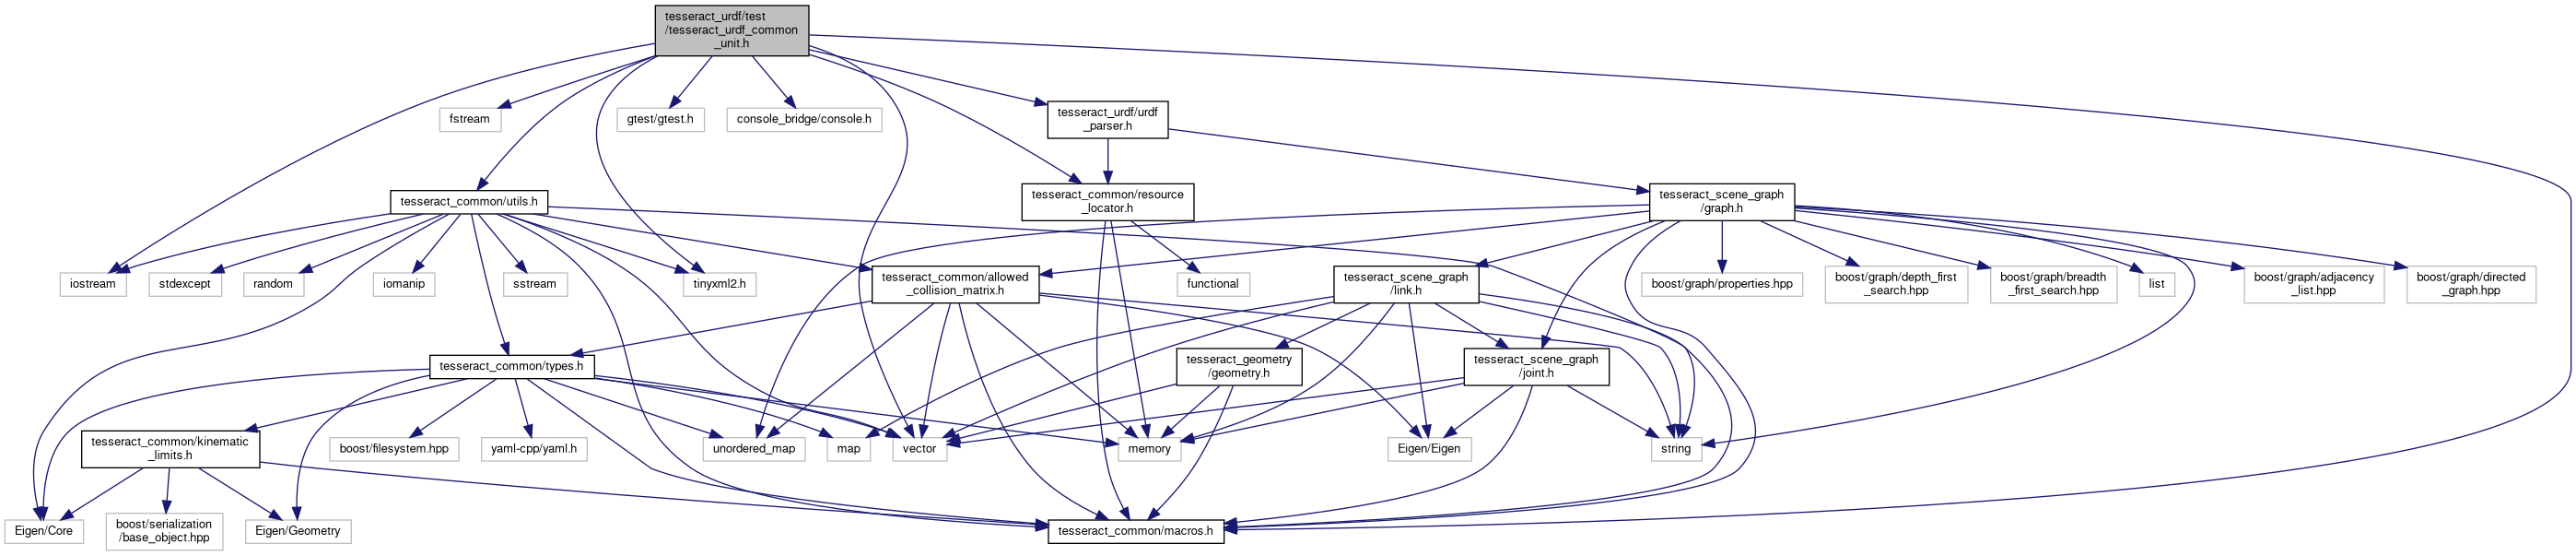 tesseract_urdf/test
/tesseract_urdf_common
_unit.h
fstream
gtest/gtest.h
console_bridge/console.h
tesseract_urdf/urdf
_parser.h
tesseract_common/utils.h
tesseract_common/resource
_locator.h
tesseract_scene_graph
/graph.h
iostream
stdexcept
random
iomanip
sstream
tinyxml2.h
tesseract_common/allowed
_collision_matrix.h
functional
tesseract_scene_graph
/link.h
boost/graph/properties.hpp
boost/graph/depth_first
_search.hpp
boost/graph/breadth
_first_search.hpp
list
boost/graph/adjacency
_list.hpp
boost/graph/directed
_graph.hpp
tesseract_common/types.h
tesseract_geometry
/geometry.h
tesseract_scene_graph
/joint.h
tesseract_common/kinematic
_limits.h
boost/filesystem.hpp
yaml-cpp/yaml.h
unordered_map
map
vector
memory
Eigen/Eigen
string
Eigen/Core
boost/serialization
/base_object.hpp
Eigen/Geometry
tesseract_common/macros.h